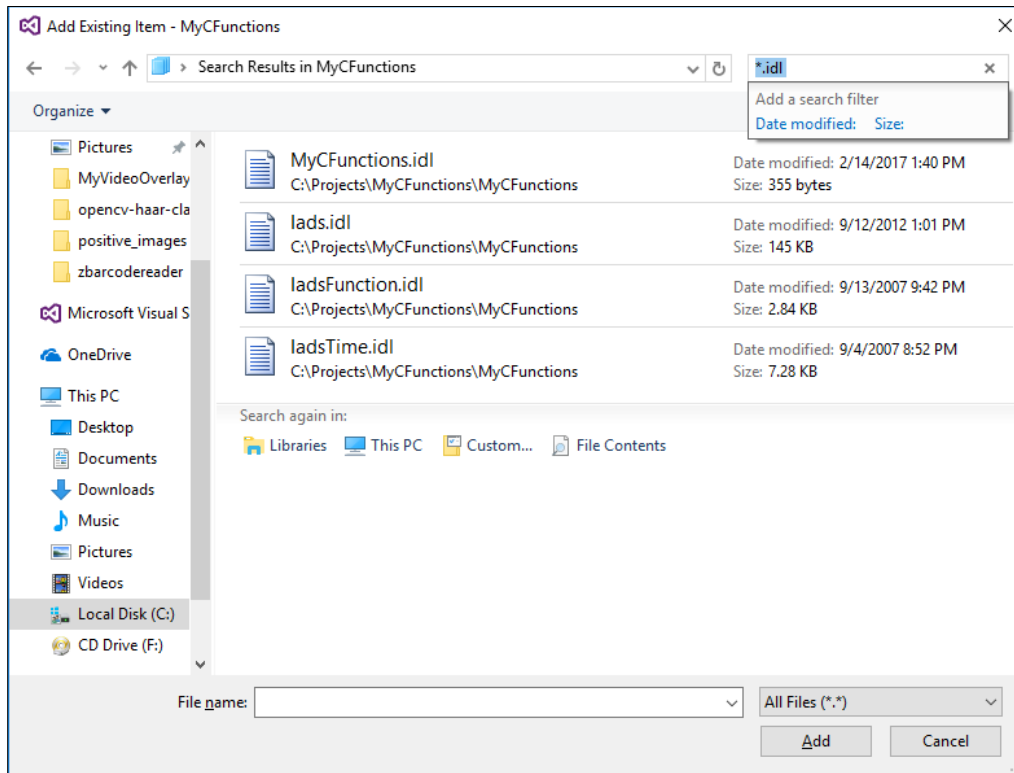 Add Existing Item - MyCFunctions
Search Results in MyCFunctions
*.idl
Organize
Add a search filter
Date modified: Size:
Pictures
MyVideoOverlay
opencv-haar-cla
positive_images
zbarcodereader
Microsoft Visual S
OneDrive
This PC
Desktop
Documents
Downloads
Music
Pictures
Videos
Local Disk (C:)
CD Drive (F:)
MyCFunctions.idl
C:\Projects\MyCFunctions\MyCFunctions
Date modified: 2/14/2017 1:40 PM
Size: 355 bytes
Iads.idl
C:\Projects\MyCFunctions\MyCFunctions
Date modified: 9/12/2012 1:01 PM
Size: 145 KB
IadsFunction.idl
C:\Projects\MyCFunctions\MyCFunctions
Date modified: 9/13/2007 9:42 PM
Size: 2.84 KB
IadsTime.idl
C:\Projects\MyCFunctions\MyCFunctions
Date modified: 9/4/2007 8:52 PM
Size: 7.28 KB
Search again in:
Libraries This PC Custom... File Contents
File name:
All Files (*.*)
Add Cancel